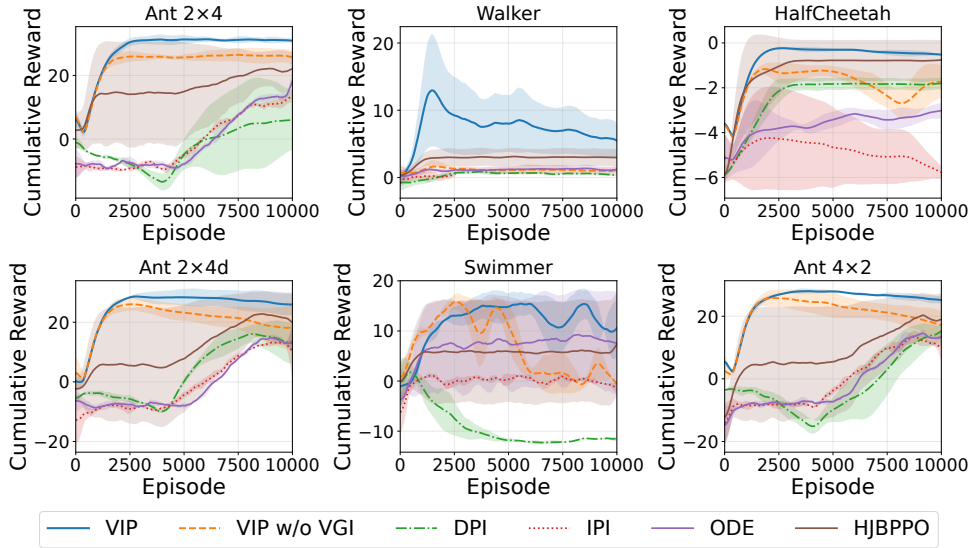 Ant 2×4
Cumulative Reward
20
0
0 2500 5000 7500 10000
Episode
Walker
Cumulative Reward
20
10
0
0 2500 5000 7500 10000
Episode
HalfCheetah
Cumulative Reward
0
−2
−4
−6
0 2500 5000 7500 10000
Episode
Ant 2×4d
Cumulative Reward
20
0
−20
0 2500 5000 7500 10000
Episode
Swimmer
Cumulative Reward
20
10
0
−10
0 2500 5000 7500 10000
Episode
Ant 4×2
Cumulative Reward
20
0
−20
0 2500 5000 7500 10000
Episode
VIP VIP w/o VGI DPI IPI ODE HJBPPO